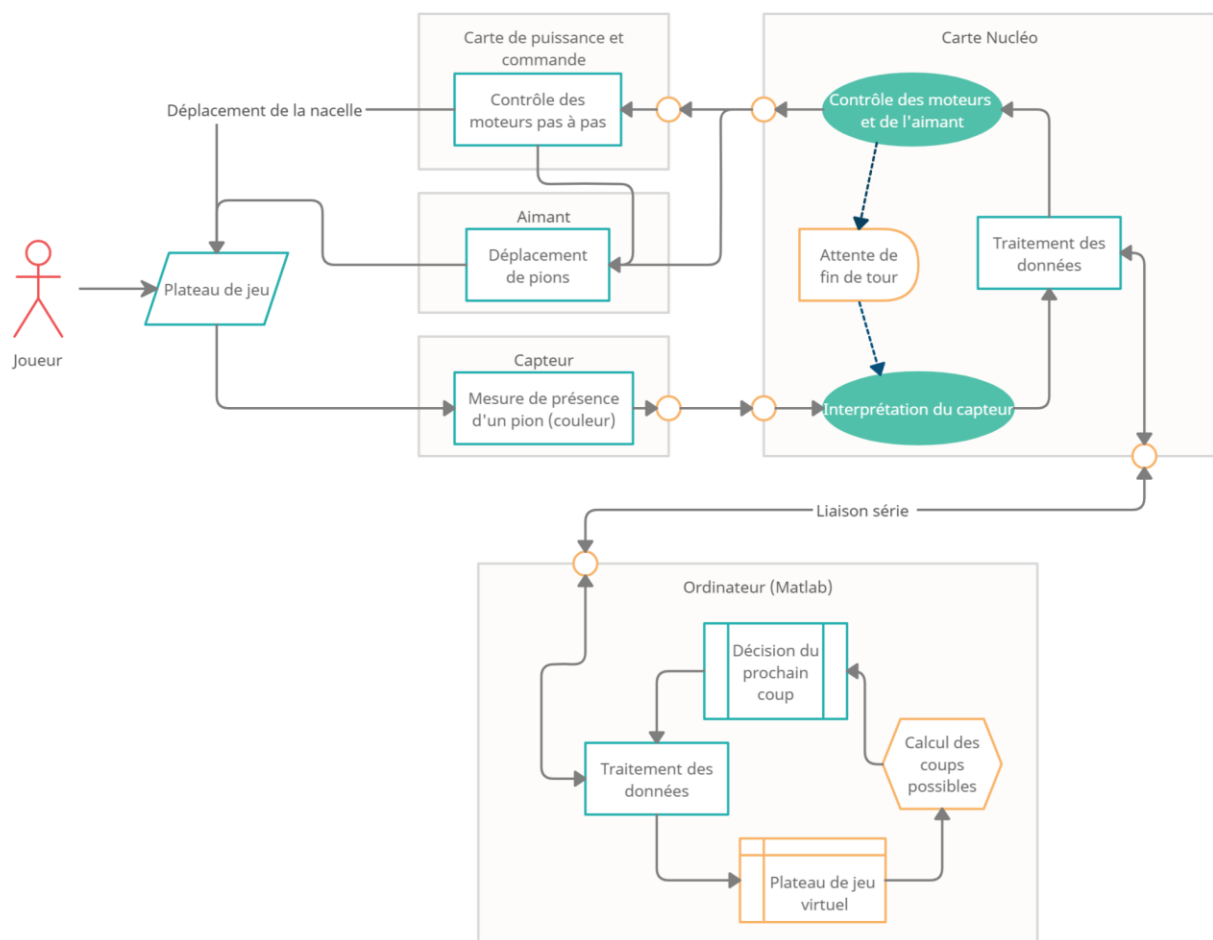 Carte de puissance et
commande
Contrôle des
moteurs pas à pas
Déplacement de la nacelle
Aimant
Déplacement
de pions
Joueur
Plateau de jeu
Capteur
Mesure de présence
d'un pion (couleur)
Carte Nucléo
Contrôle des moteurs
et de l'aimant
Attente de
fin de tour
Traitement des
données
Interprétation du capteur
Liaison série
Ordinateur (Matlab)
Décision du
prochain
coup
Traitement des
données
Calcul des
coups
possibles
Plateau de jeu
virtuel